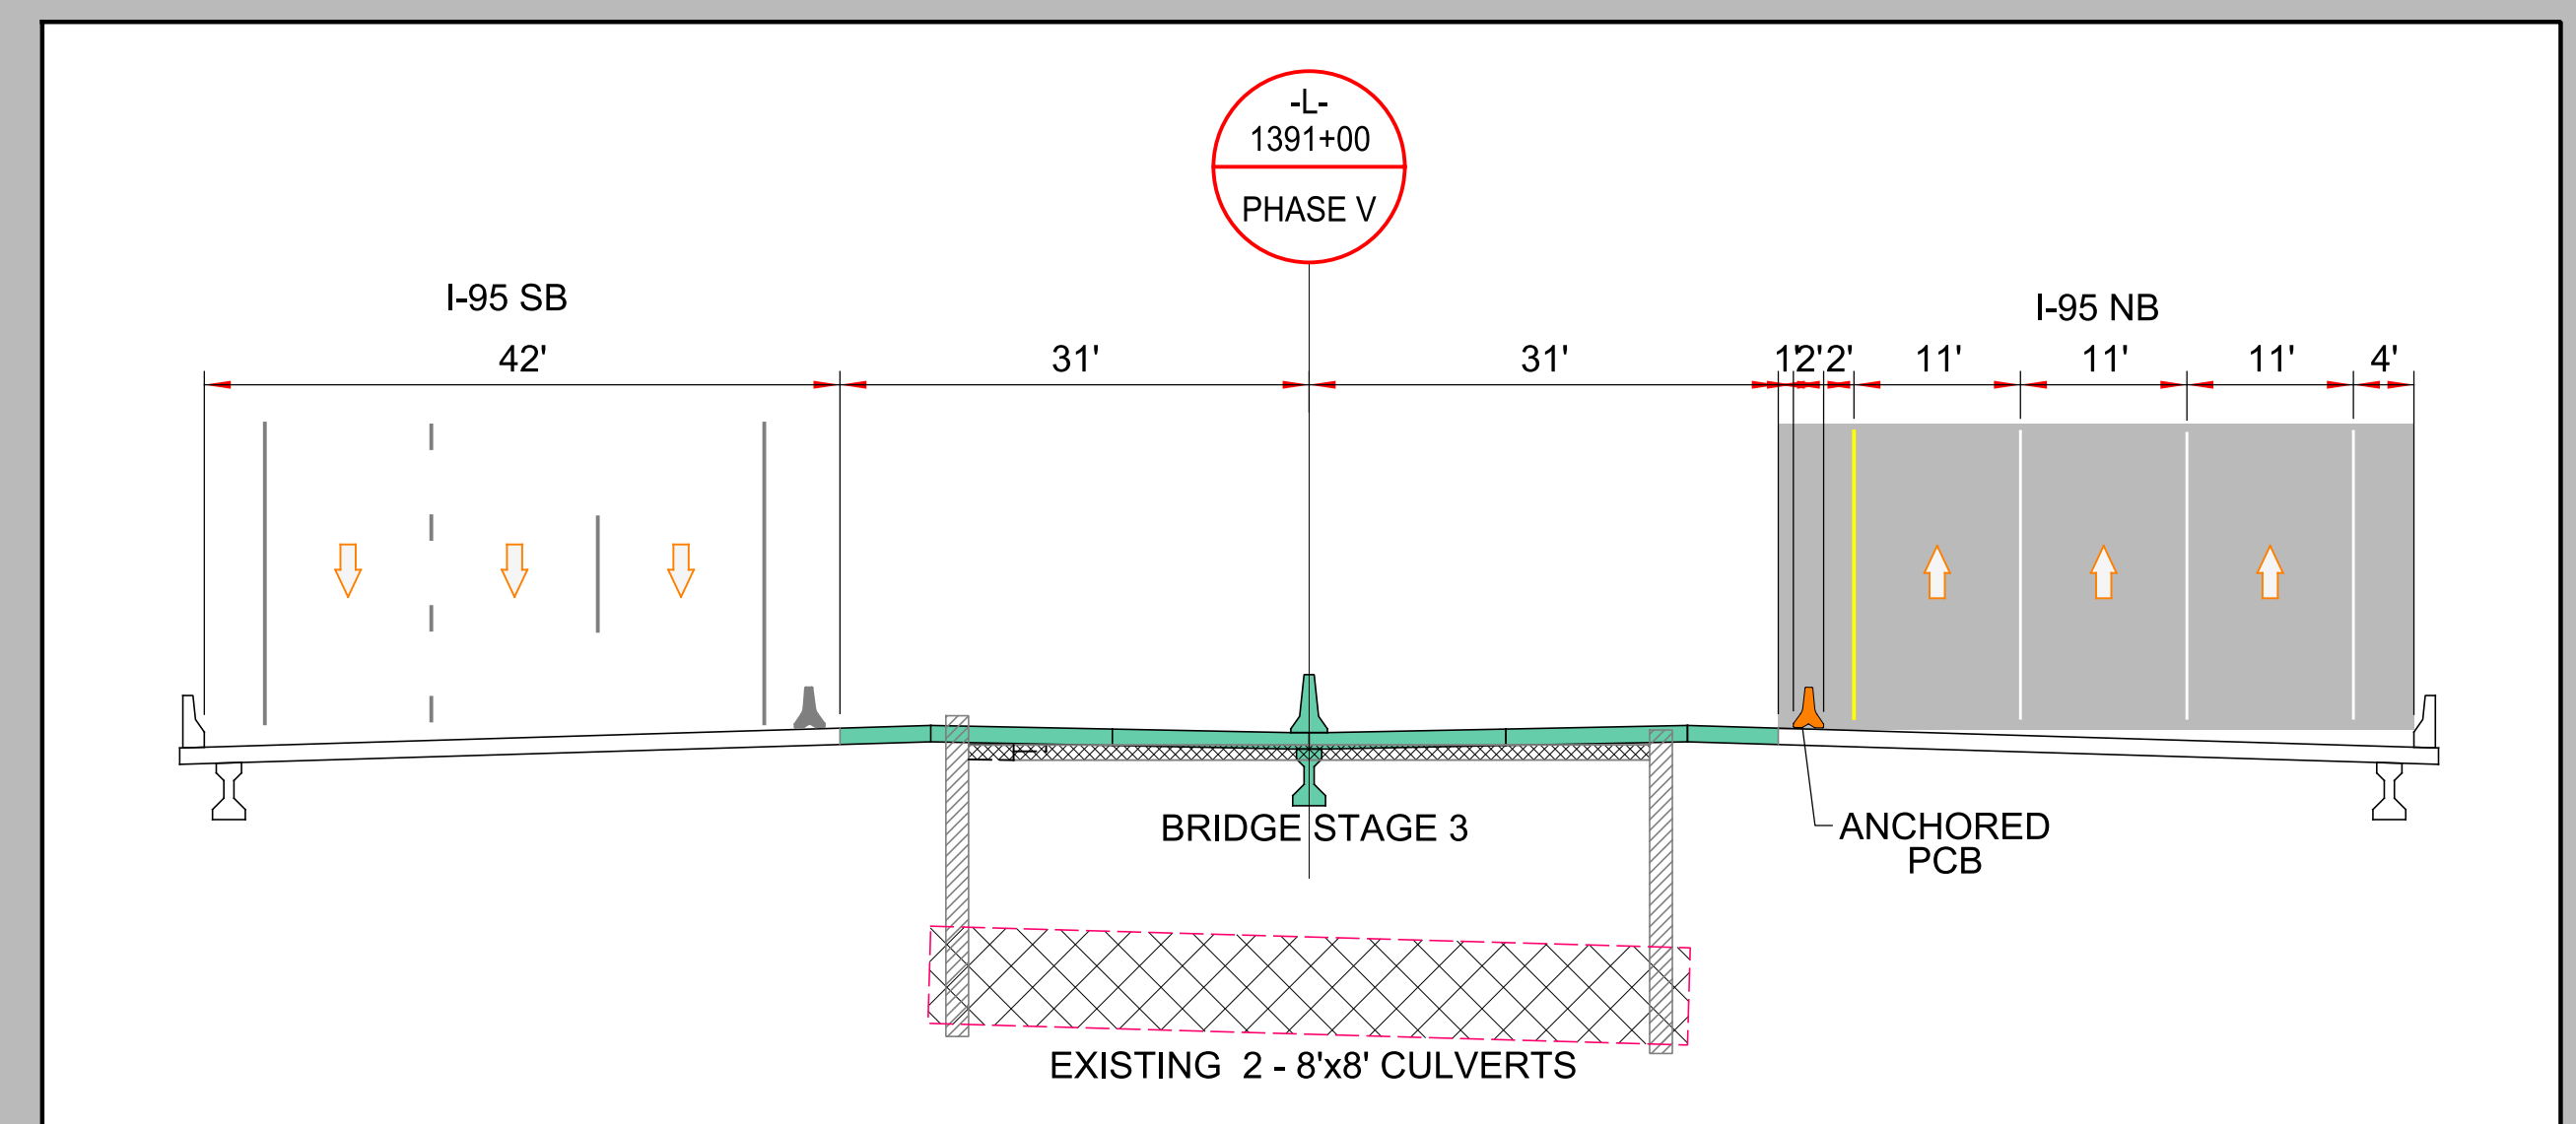 -L-
1391+00
PHASE V
I-95 SB
I-95 NB
42' 31' 31' 1' 2' 2' 11' 11' 11' 4'
BRIDGE STAGE 3
ANCHORED
PCB
EXISTING 2 - 8'x8' CULVERTS